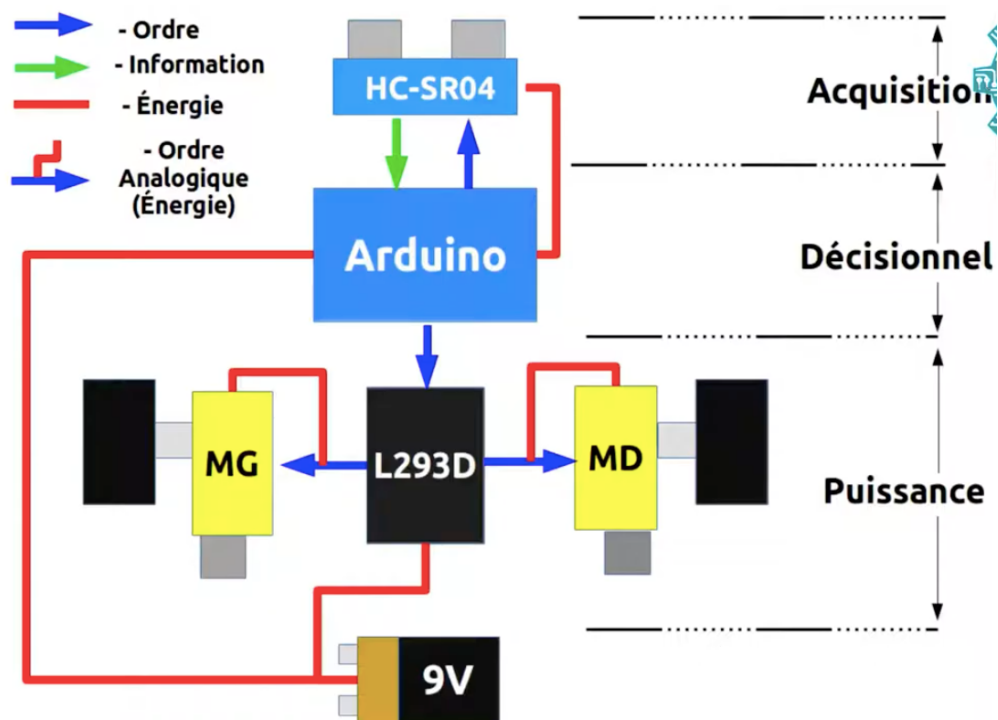 - Ordre
- Information
- Énergie
- Ordre
Analogique
(Énergie)
HC-SR04
Acquisition
Arduino
Décisionnel
MG
L293D
MD
Puissance
9V